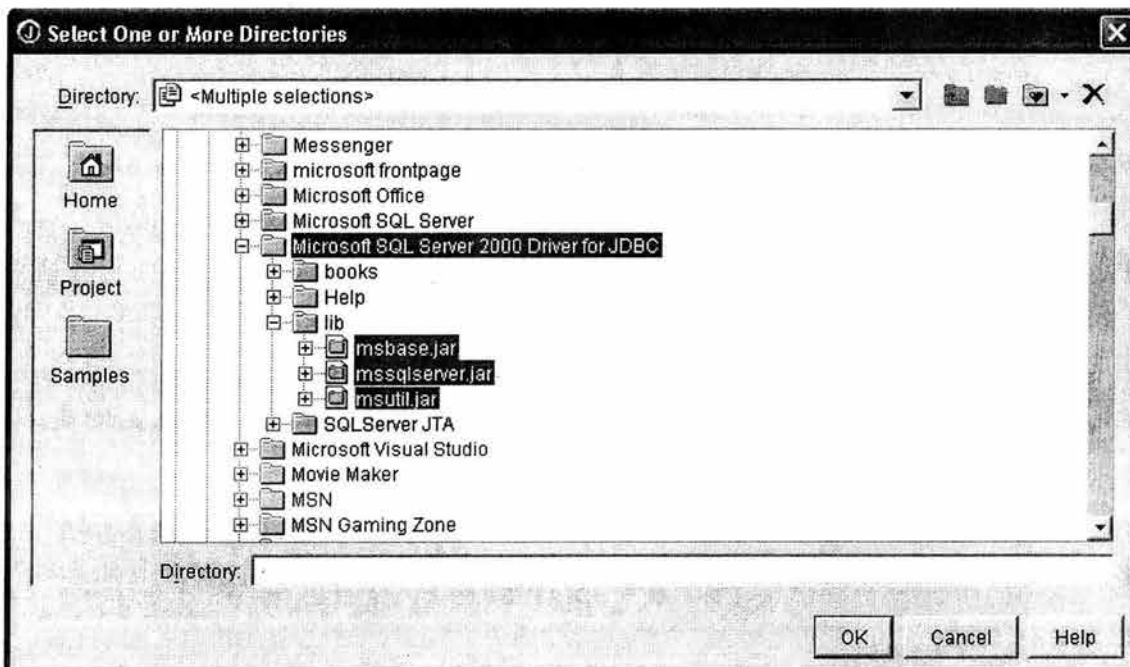 Select One or More Directories
Directory: <Multiple selections>
Home
Project
Samples
Messenger
microsoft frontpage
Microsoft Office
Microsoft SQL Server
Microsoft SQL Server 2000 Driver for JDBC
books
Help
lib
msbase.jar
mssqlserver.jar
msutil.jar
SQLServer JTA
Microsoft Visual Studio
Movie Maker
MSN
MSN Gaming Zone
Directory:
OK Cancel Help